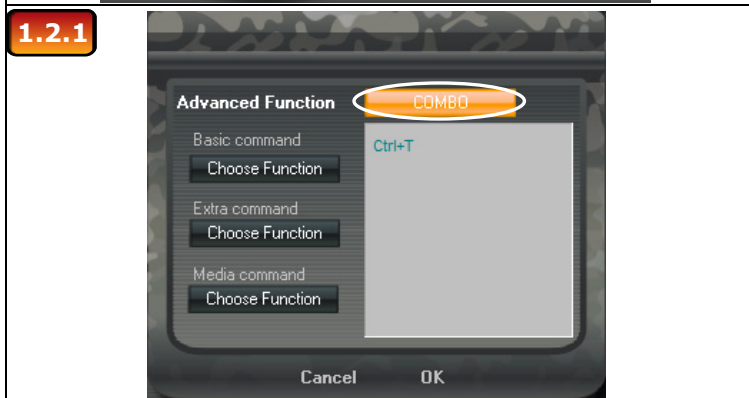 1.2.1
Advanced Function COMBO
Basic command
Ctrl+T
Choose Function
Extra command
Choose Function
Media command
Choose Function
Cancel OK